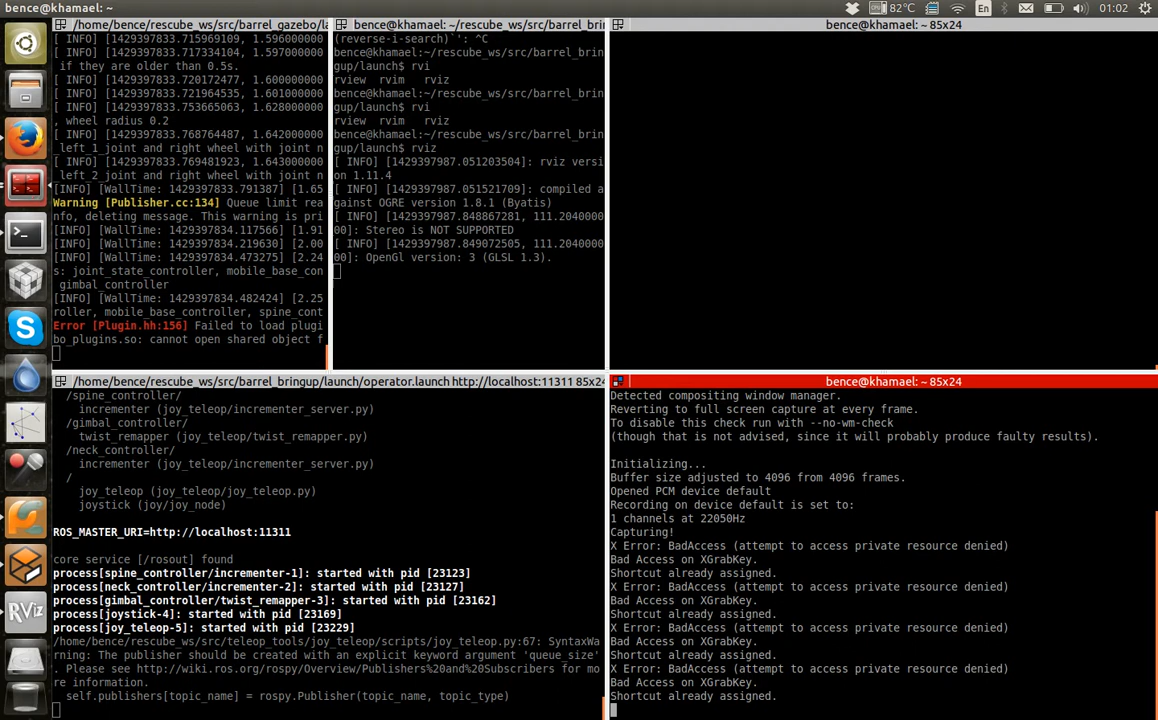 bence@khamael: ~
82°C
En
01:02
/home/bence/rescube_ws/src/barrel_gazebo/la
[ INFO] [1429397833.715969109, 1.596000000
[ INFO] [1429397833.717334104, 1.597000000
if they are older than 0.5s.
[ INFO] [1429397833.720172477, 1.600000000
[ INFO] [1429397833.721964535, 1.601000000
[ INFO] [1429397833.753665063, 1.628000000
, wheel radius 0.2
[ INFO] [1429397833.768764487, 1.642000000
_left_1_joint and right wheel with joint n
[ INFO] [1429397833.769481923, 1.643000000
_left_2_joint and right wheel with joint n
[INFO] [WallTime: 1429397833.791387] [1.65
Warning [Publisher.cc:134] Queue limit rea
nfo, deleting message. This warning is pri
[INFO] [WallTime: 1429397834.117566] [1.91
[INFO] [WallTime: 1429397834.219630] [2.00
[INFO] [WallTime: 1429397834.473275] [2.24
s: joint_state_controller, mobile_base_con
gimbal_controller
[INFO] [WallTime: 1429397834.482424] [2.25
roller, mobile_base_controller, spine_cont
Error [Plugin.hh:156] Failed to load plugi
bo_plugins.so: cannot open shared object f
bence@khamael: ~/rescube_ws/src/barrel_brin
(reverse-i-search)`': ^C
bence@khamael:~/rescube_ws/src/barrel_brin
gup/launch$ rvi
rview rvim rviz
bence@khamael:~/rescube_ws/src/barrel_brin
gup/launch$ rvi
rview rvim rviz
bence@khamael:~/rescube_ws/src/barrel_brin
gup/launch$ rviz
[ INFO] [1429397987.051203504]: rviz versi
on 1.11.4
[ INFO] [1429397987.051521709]: compiled a
gainst OGRE version 1.8.1 (Byatis)
[ INFO] [1429397987.848867281, 111.2040000
00]: Stereo is NOT SUPPORTED
[ INFO] [1429397987.849072505, 111.2040000
00]: OpenGl version: 3 (GLSL 1.3).
bence@khamael: ~ 85x24
/home/bence/rescube_ws/src/barrel_bringup/launch/operator.launch http://localhost:11311 85x24
/spine_controller/
incrementer (joy_teleop/incrementer_server.py)
/gimbal_controller/
twist_remapper (joy_teleop/twist_remapper.py)
/neck_controller/
incrementer (joy_teleop/incrementer_server.py)
/
joy_teleop (joy_teleop/joy_teleop.py)
joystick (joy/joy_node)
ROS_MASTER_URI=http://localhost:11311
core service [/rosout] found
process[spine_controller/incrementer-1]: started with pid [23123]
process[neck_controller/incrementer-2]: started with pid [23127]
process[gimbal_controller/twist_remapper-3]: started with pid [23162]
process[joystick-4]: started with pid [23169]
process[joy_teleop-5]: started with pid [23229]
/home/bence/rescube_ws/src/teleop_tools/joy_teleop/scripts/joy_teleop.py:67: SyntaxWa
rning: The publisher should be created with an explicit keyword argument 'queue_size'
. Please see http://wiki.ros.org/rospy/Overview/Publishers%20and%20Subscribers for mo
re information.
self.publishers[topic_name] = rospy.Publisher(topic_name, topic_type)
bence@khamael: ~ 85x24
Detected compositing window manager.
Reverting to full screen capture at every frame.
To disable this check run with --no-wm-check
(though that is not advised, since it will probably produce faulty results).
Initializing...
Buffer size adjusted to 4096 from 4096 frames.
Opened PCM device default
Recording on device default is set to:
1 channels at 22050Hz
Capturing!
X Error: BadAccess (attempt to access private resource denied)
Bad Access on XGrabKey.
Shortcut already assigned.
X Error: BadAccess (attempt to access private resource denied)
Bad Access on XGrabKey.
Shortcut already assigned.
X Error: BadAccess (attempt to access private resource denied)
Bad Access on XGrabKey.
Shortcut already assigned.
X Error: BadAccess (attempt to access private resource denied)
Bad Access on XGrabKey.
Shortcut already assigned.
RViz